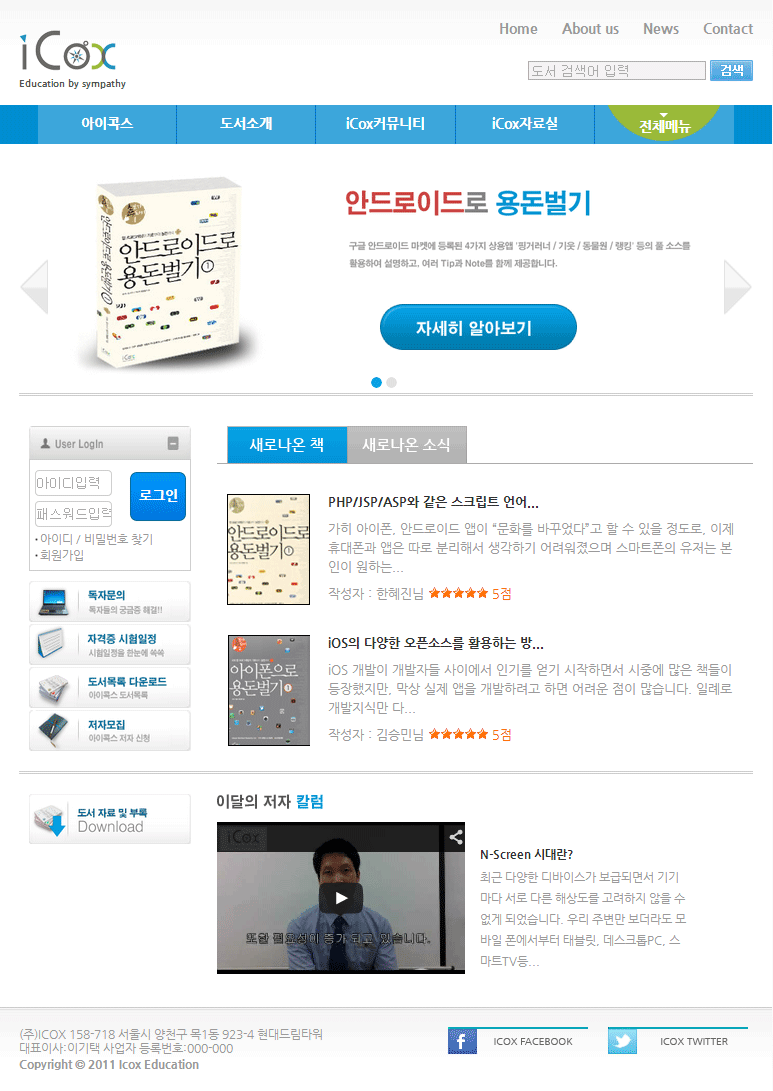 Home About us News Contact
iCox
Education by sympathy
도서 검색어 입력 검색
아이콕스 도서소개 iCox커뮤니티 iCox자료실 전체메뉴
안드로이드로
용돈벌기 1
안드로이드로 용돈벌기
구글 안드로이드 마켓에 등록된 4가지 상용앱 '핑거러너 / 기웃 / 동물원 / 랭킹' 등의 풀 소스를
활용하여 설명하고, 여러 Tip과 Note를 함께 제공합니다.
자세히 알아보기
User LogIn
아이디입력
패스워드입력
로그인
· 아이디 / 비밀번호 찾기
· 회원가입
독자문의
독자들의 궁금증 해결!!
자격증 시험일정
시험일정을 한눈에 쏙쏙
도서목록 다운로드
아이콕스 도서목록
저자모집
아이콕스 저자 신청
새로나온 책 새로나온 소식
안드로이드로
용돈벌기 1
PHP/JSP/ASP와 같은 스크립트 언어...
가히 아이폰, 안드로이드 앱이 “문화를 바꾸었다”고 할 수 있을 정도로, 이제
휴대폰과 앱은 따로 분리해서 생각하기 어려워졌으며 스마트폰의 유저는 본
인이 원하는...
작성자 : 한혜진님 ★★★★★ 5점
아이폰으로
용돈벌기 1
iOS의 다양한 오픈소스를 활용하는 방...
iOS 개발이 개발자들 사이에서 인기를 얻기 시작하면서 시중에 많은 책들이
등장했지만, 막상 실제 앱을 개발하려고 하면 어려운 점이 많습니다. 일례로
개발지식만 다...
작성자 : 김승민님 ★★★★★ 5점
도서 자료 및 부록
Download
이달의 저자 칼럼
iCox
또한 필요성이 증가 되고 있습니다.
N-Screen 시대란?
최근 다양한 디바이스가 보급되면서 기기
마다 서로 다른 해상도를 고려하지 않을 수
없게 되었습니다. 우리 주변만 보더라도 모
바일 폰에서부터 태블릿, 데스크톱PC, 스
마트TV등...
(주)ICOX 158-718 서울시 양천구 목1동 923-4 현대드림타워
대표이사:이기택 사업자 등록번호:000-000
Copyright © 2011 Icox Education
ICOX FACEBOOK
ICOX TWITTER